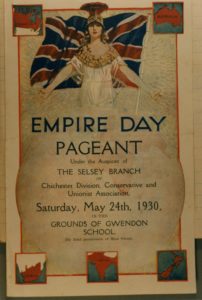 EMPIRE DAY
PAGEANT
Under the Auspices of
THE SELSEY BRANCH
OF
Chichester Division Conservative and
Unionist Association.
Saturday, May 24th, 1930,
IN THE
GROUNDS OF GWENDON
SCHOOL.